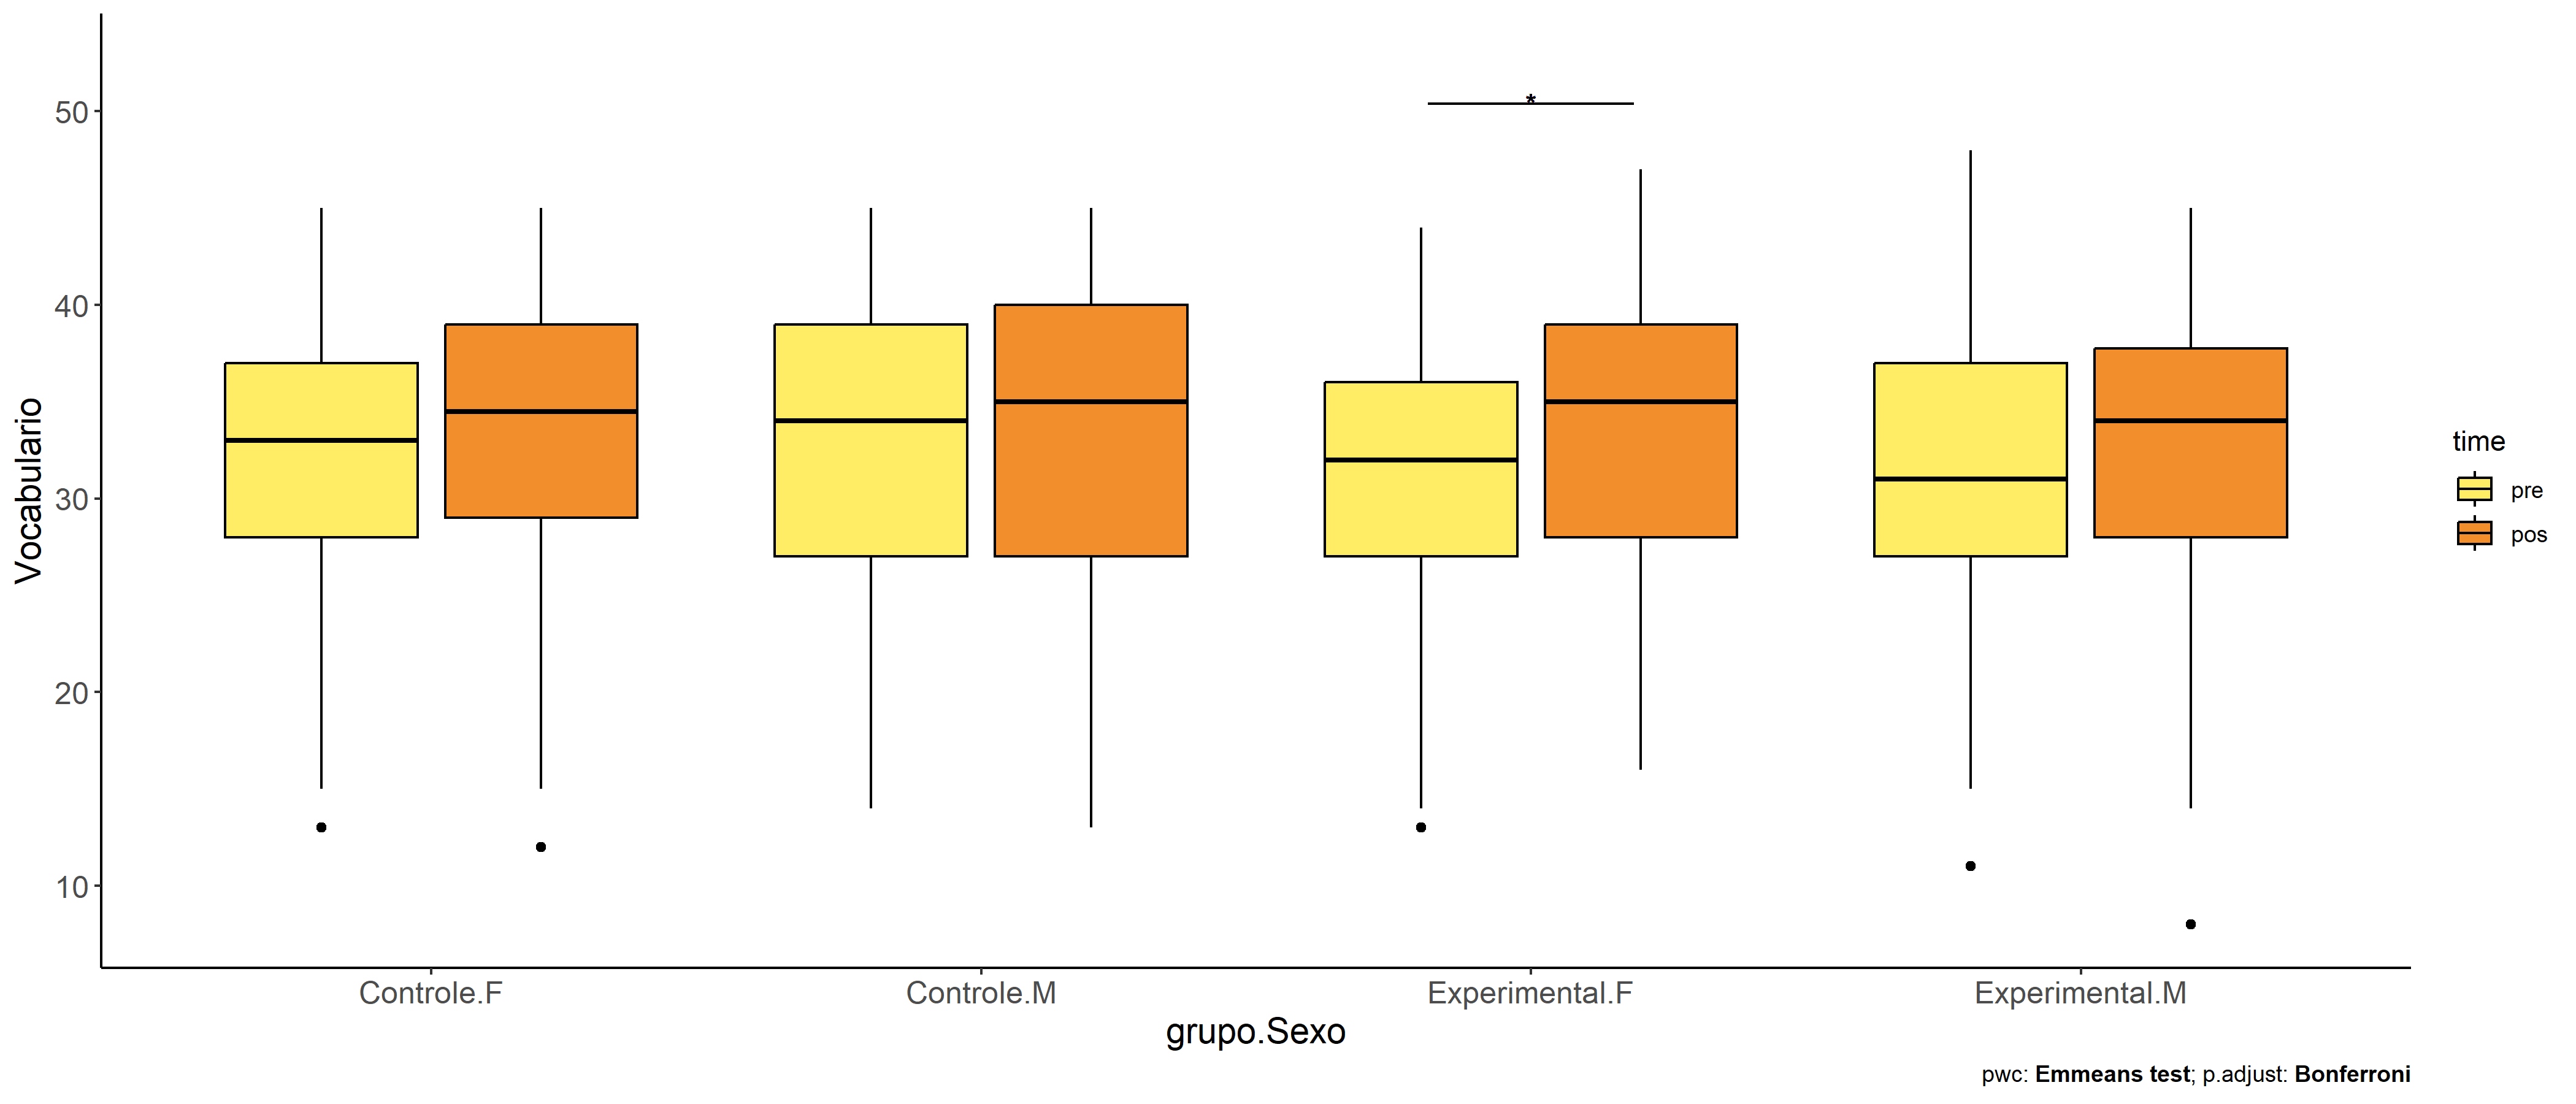 Vocabulario
50
40
30
20
10
*
Controle.F
Controle.M
Experimental.F
Experimental.M
grupo.Sexo
time
pre
pos
pwc: Emmeans test; p.adjust: Bonferroni